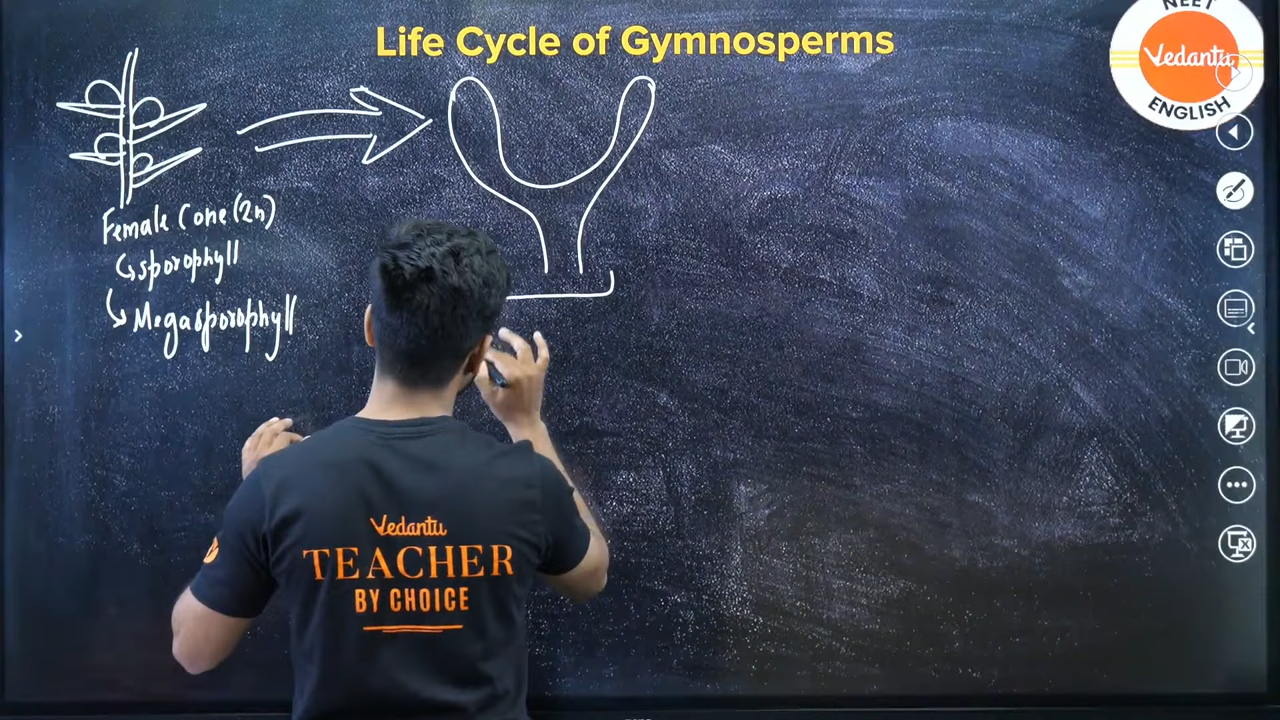 Life Cycle of Gymnosperms
NEET
Vedantu
ENGLISH
Female Cone (2n)
sporophyll
Megasporophyll
Vedantu
TEACHER
BY CHOICE